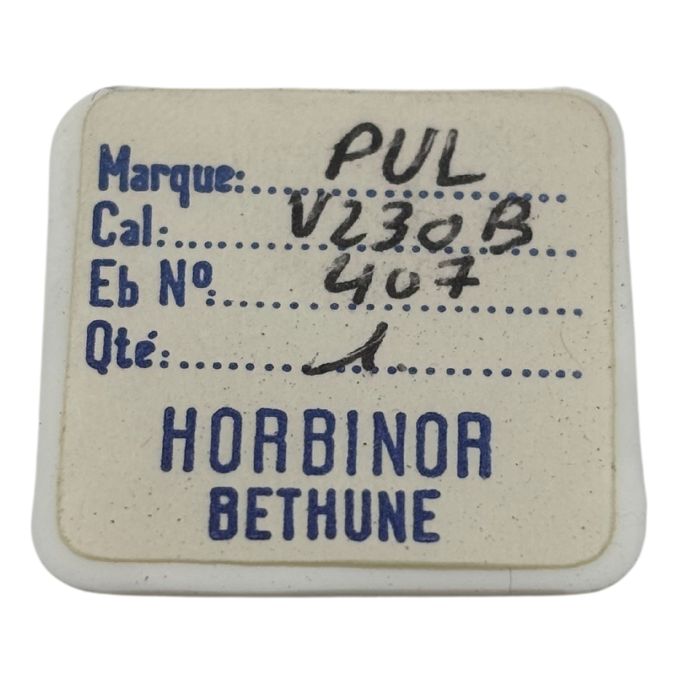 Marque: PUL
Cal: V230B
Eb Nº: 407
Qté: 1
HORBINOR
BETHUNE